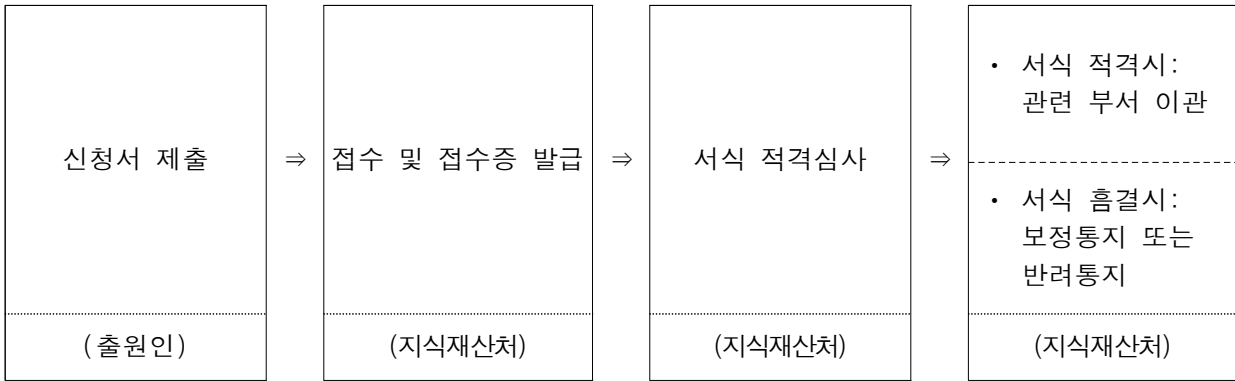 신청서 제출
⇒
접수 및 접수증 발급
⇒
서식 적격심사
⇒
• 서식 적격시:
관련 부서 이관
• 서식 흠결시:
보정통지 또는
반려통지
(출원인)
(지식재산처)
(지식재산처)
(지식재산처)